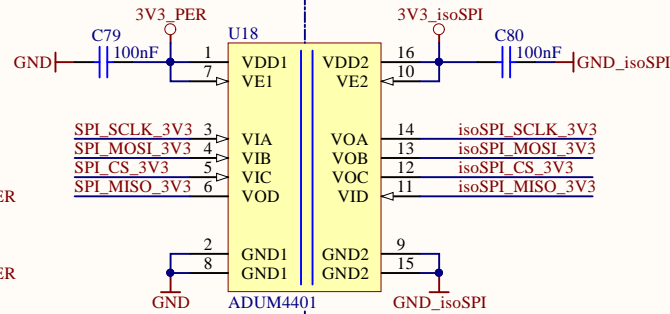 3V3_PER
3V3_isoSPI
C79
U18
C80
100nF
100nF
GND
GND_isoSPI
1 VDD1 VDD2 16
7 VE1 VE2 10
SPI_SCLK_3V3 3 VIA VOA 14 isoSPI_SCLK_3V3
SPI_MOSI_3V3 4 VIB VOB 13 isoSPI_MOSI_3V3
SPI_CS_3V3 5 VIC VOC 12 isoSPI_CS_3V3
SPI_MISO_3V3 6 VOD VID 11 isoSPI_MISO_3V3
ER
2 GND1 GND2 9
8 GND1 GND2 15
ER
GND
ADUM4401
GND_isoSPI